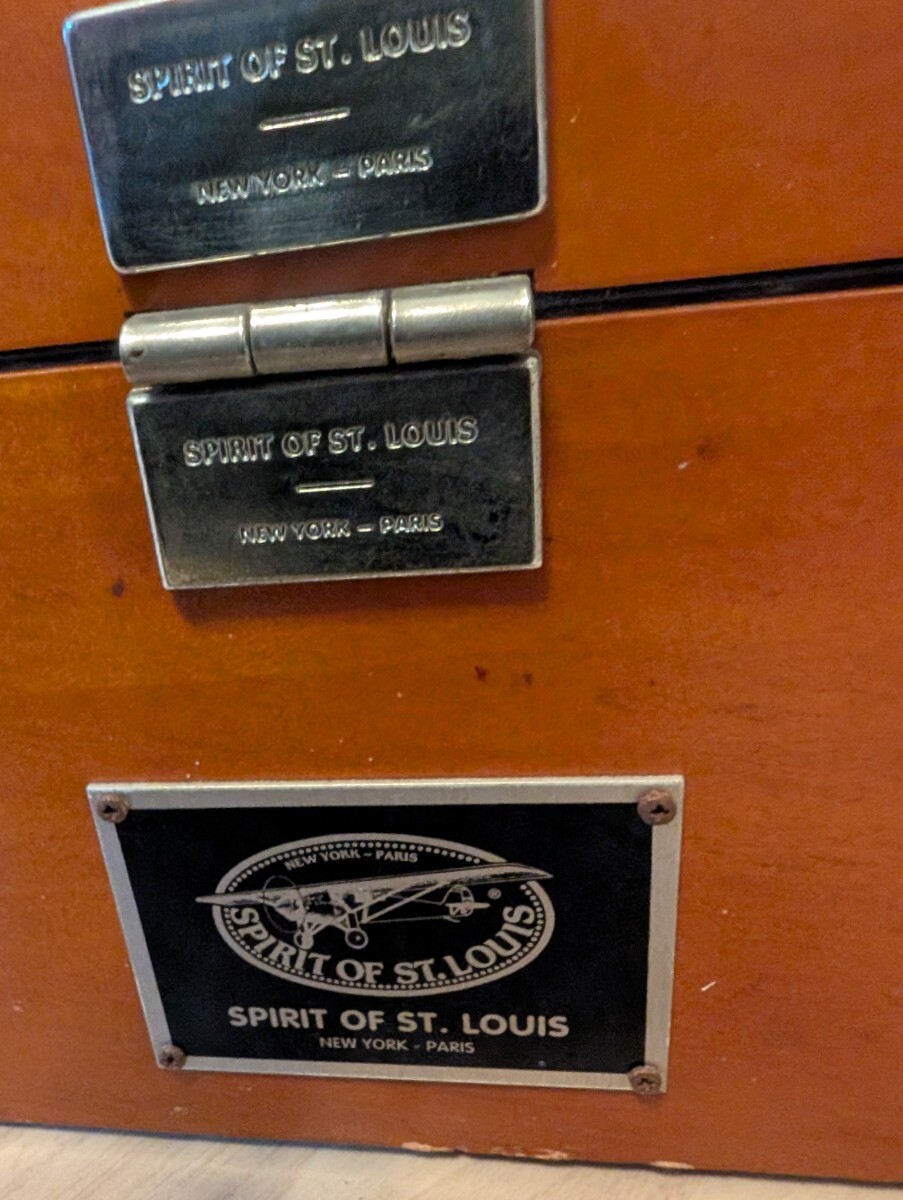 SPIRIT OF ST. LOUIS
NEW YORK – PARIS
SPIRIT OF ST. LOUIS
NEW YORK – PARIS
NEW YORK – PARIS
®
SPIRIT OF ST. LOUIS
SPIRIT OF ST. LOUIS
NEW YORK - PARIS